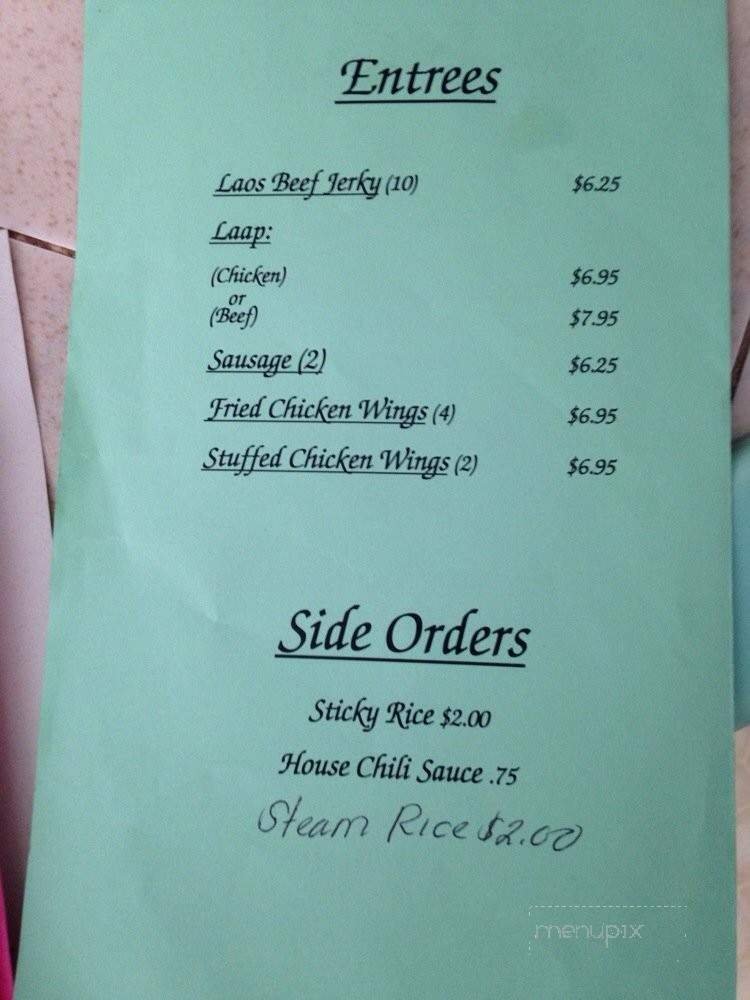 Entrees
Laos Beef Jerky (10) $6.25
Laap:
(Chicken) $6.95
or
(Beef) $7.95
Sausage (2) $6.25
Fried Chicken Wings (4) $6.95
Stuffed Chicken Wings (2) $6.95
Side Orders
Sticky Rice $2.00
House Chili Sauce .75
Steam Rice $2.00
menupix